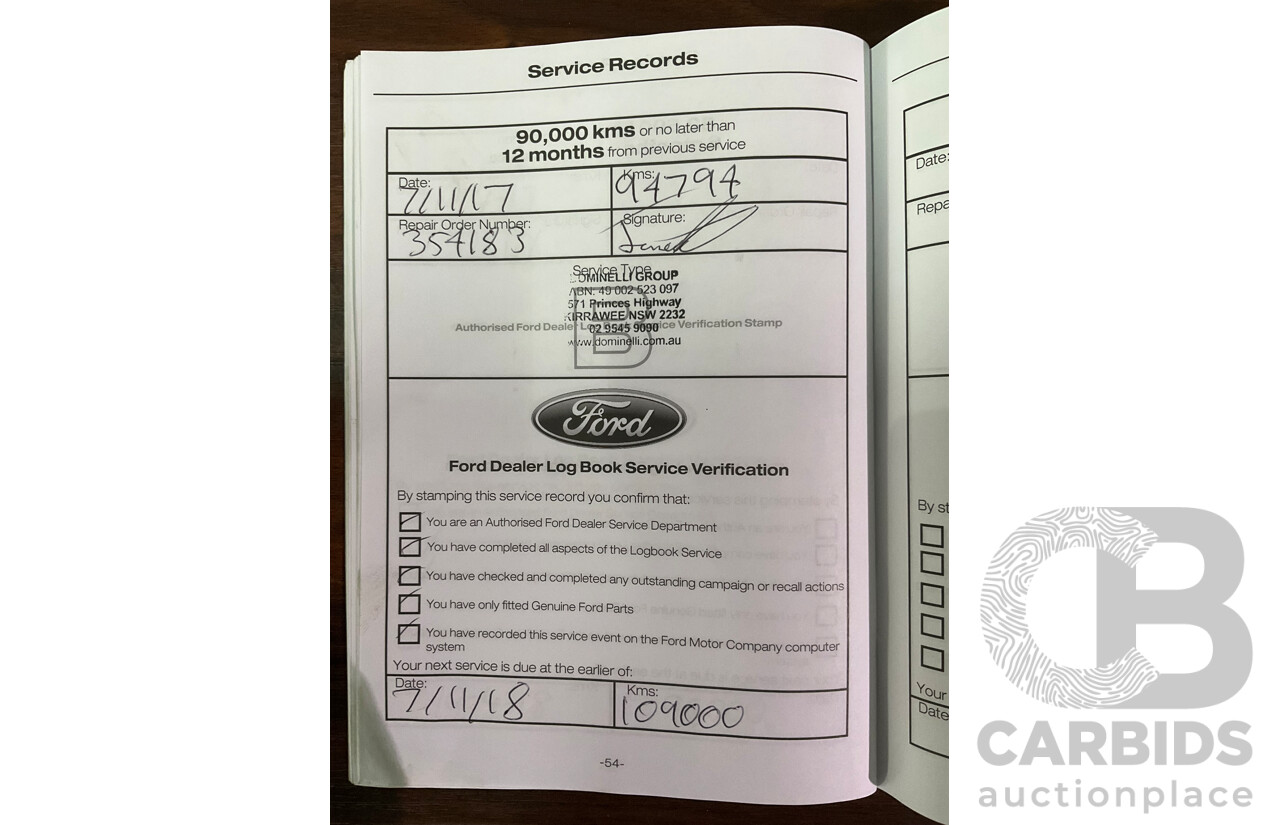 Service Records
90,000 kms or no later than
12 months from previous service
Date:
7/11/17
Kms:
94794
Repair Order Number:
354183
Signature:
Service Type
DOMINELLI GROUP
ABN: 49 002 523 097
571 Princes Highway
KIRRAWEE NSW 2232
02 9545 9090
www.dominelli.com.au
Authorised Ford Dealer Log Book Service Verification Stamp
Ford
Ford Dealer Log Book Service Verification
By stamping this service record you confirm that:
You are an Authorised Ford Dealer Service Department
You have completed all aspects of the Logbook Service
You have checked and completed any outstanding campaign or recall actions
You have only fitted Genuine Ford Parts
You have recorded this service event on the Ford Motor Company computer
system
Your next service is due at the earlier of:
Date:
7/11/18
Kms:
109000
-54-
Date:
Repa
By st
Your
Date
CB
CARBIDS
auctionplace